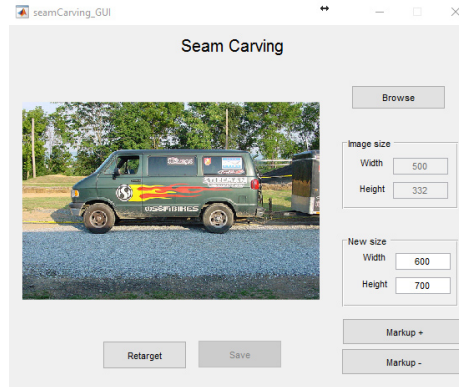 seamCarving_GUI
Seam Carving
Browse
Image size
Width 500
Height 332
New size
Width 600
Height 700
Markup +
Markup -
Retarget
Save